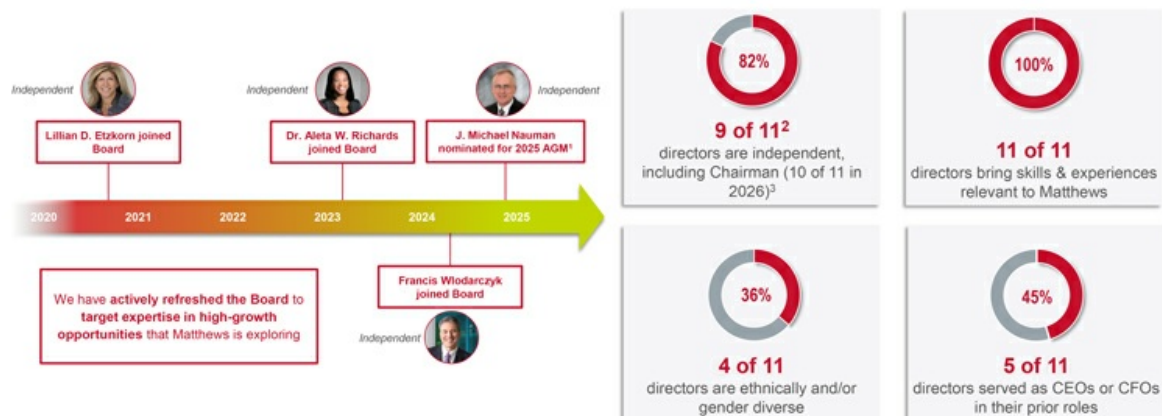 Independent
Lillian D. Etzkorn joined
Board
Independent
Dr. Aleta W. Richards
joined Board
Independent
J. Michael Nauman
nominated for 2025 AGM¹
2020
2021
2022
2023
2024
2025
We have actively refreshed the Board to
target expertise in high-growth
opportunities that Matthews is exploring
Francis Wlodarczyk
joined Board
Independent
82%
9 of 11²
directors are independent,
including Chairman (10 of 11 in
2026)³
100%
11 of 11
directors bring skills & experiences
relevant to Matthews
36%
4 of 11
directors are ethnically and/or
gender diverse
45%
5 of 11
directors served as CEOs or CFOs
in their prior roles